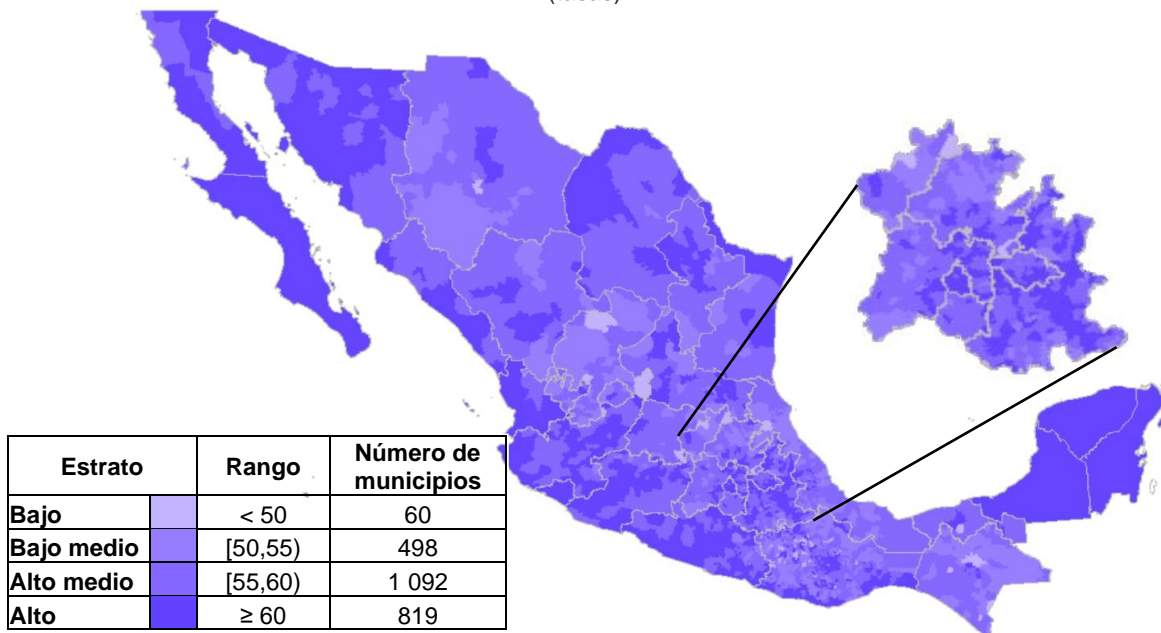 (tasas)
Estrato Rango Número de municipios
Bajo < 50 60
Bajo medio [50,55) 498
Alto medio [55,60) 1 092
Alto ≥ 60 819